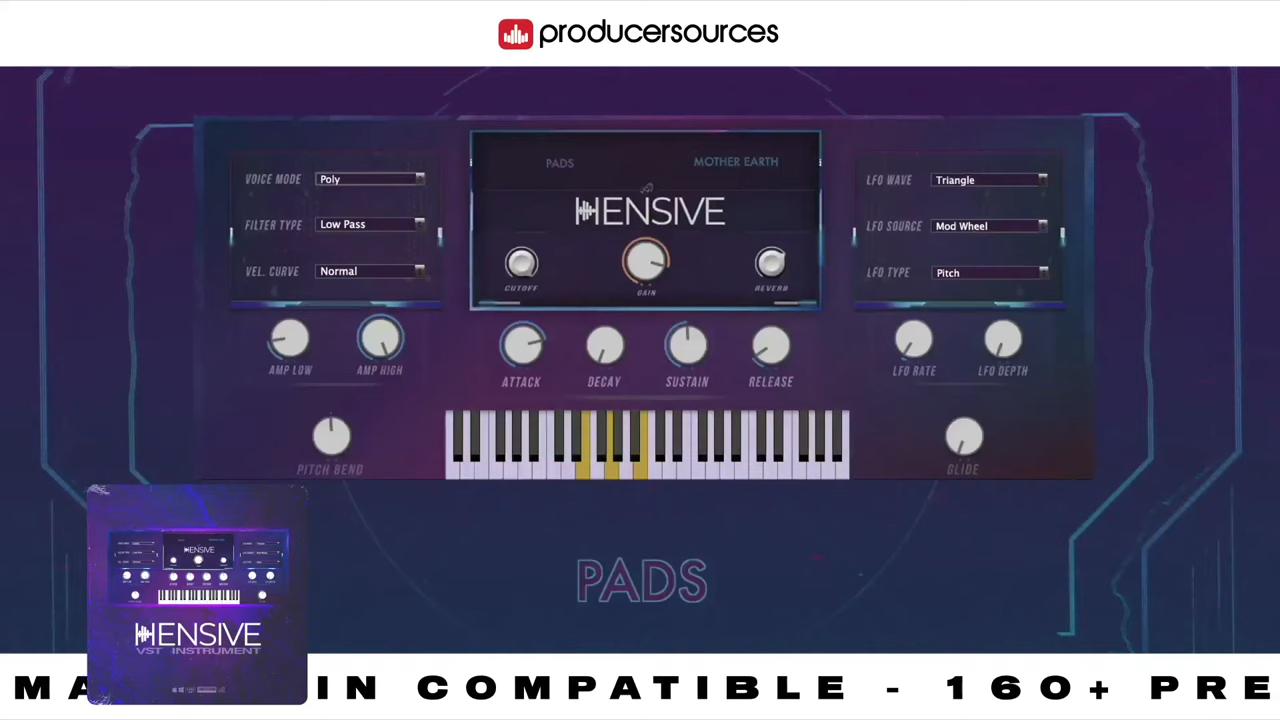 producersources
VOICE MODE Poly
FILTER TYPE Low Pass
VEL. CURVE Normal
PADS MOTHER EARTH
HENSIVE
CUTOFF GAIN REVERB
LFO WAVE Triangle
LFO SOURCE Mod Wheel
LFO TYPE Pitch
AMP LOW AMP HIGH
ATTACK DECAY SUSTAIN RELEASE
LFO RATE LFO DEPTH
PITCH BEND
GLIDE
PADS
HENSIVE
VST INSTRUMENT
MA IN COMPATIBLE - 160+ PRE